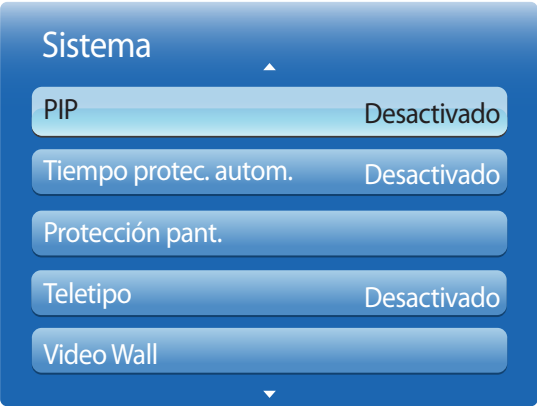 Sistema
PIP Desactivado
Tiempo protec. autom. Desactivado
Protección pant.
Teletipo Desactivado
Video Wall